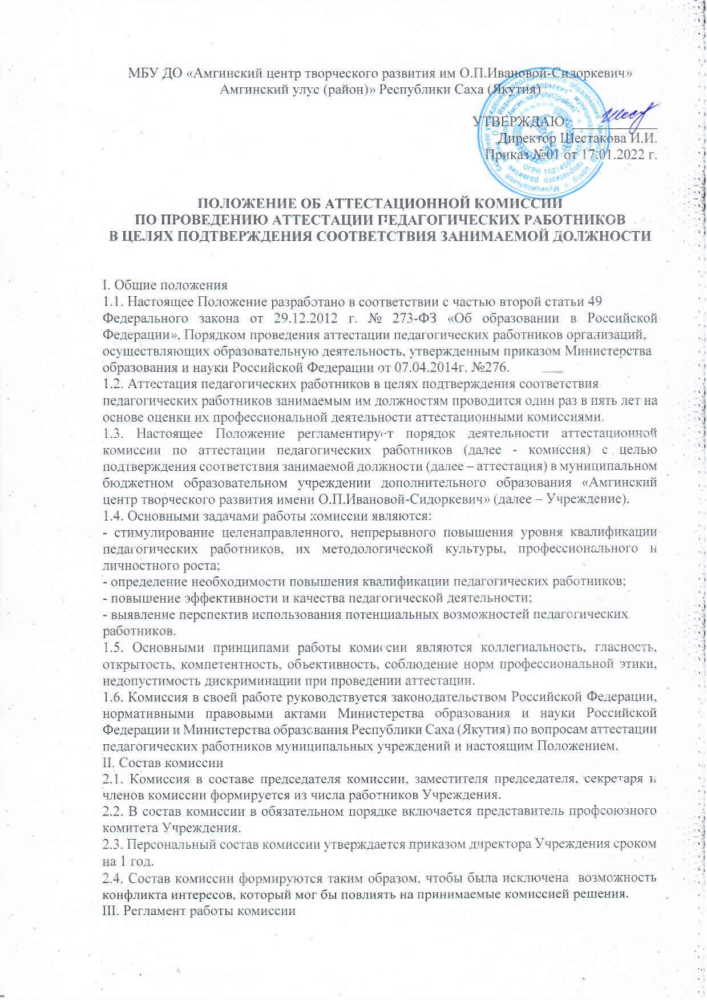 МБУ ДО «Амгинский центр творческого развития им О.П.Ивановой-Сидоркевич»
Амгинский улус (район)» Республики Саха (Якутия)
УТВЕРЖДАЮ:
Директор Шестакова И.И.
Приказ №01 от 17.01.2022 г.
ПОЛОЖЕНИЕ ОБ АТТЕСТАЦИОННОЙ КОМИССИИ
ПО ПРОВЕДЕНИЮ АТТЕСТАЦИИ ПЕДАГОГИЧЕСКИХ РАБОТНИКОВ
В ЦЕЛЯХ ПОДТВЕРЖДЕНИЯ СООТВЕТСТВИЯ ЗАНИМАЕМОЙ ДОЛЖНОСТИ
I. Общие положения
1.1. Настоящее Положение разработано в соответствии с частью второй статьи 49
Федерального закона от 29.12.2012 г. № 273-ФЗ «Об образовании в Российской
Федерации», Порядком проведения аттестации педагогических работников организаций,
осуществляющих образовательную деятельность, утвержденным приказом Министерства
образования и науки Российской Федерации от 07.04.2014г. №276.
1.2. Аттестация педагогических работников в целях подтверждения соответствия
педагогических работников занимаемым им должностям проводится один раз в пять лет на
основе оценки их профессиональной деятельности аттестационными комиссиями.
1.3. Настоящее Положение регламентирует порядок деятельности аттестационной
комиссии по аттестации педагогических работников (далее - комиссия) с целью
подтверждения соответствия занимаемой должности (далее – аттестация) в муниципальном
бюджетном образовательном учреждении дополнительного образования «Амгинский
центр творческого развития имени О.П.Ивановой-Сидоркевич» (далее – Учреждение).
1.4. Основными задачами работы комиссии являются:
- стимулирование целенаправленного, непрерывного повышения уровня квалификации
педагогических работников, их методологической культуры, профессионального и
личностного роста;
- определение необходимости повышения квалификации педагогических работников;
- повышение эффективности и качества педагогической деятельности;
- выявление перспектив использования потенциальных возможностей педагогических
работников.
1.5. Основными принципами работы комиссии являются коллегиальность, гласность,
открытость, компетентность, объективность, соблюдение норм профессиональной этики,
недопустимость дискриминации при проведении аттестации.
1.6. Комиссия в своей работе руководствуется законодательством Российской Федерации,
нормативными правовыми актами Министерства образования и науки Российской
Федерации и Министерства образования Республики Саха (Якутия) по вопросам аттестации
педагогических работников муниципальных учреждений и настоящим Положением.
II. Состав комиссии
2.1. Комиссия в составе председателя комиссии, заместителя председателя, секретаря и
членов комиссии формируется из числа работников Учреждения.
2.2. В состав комиссии в обязательном порядке включается представитель профсоюзного
комитета Учреждения.
2.3. Персональный состав комиссии утверждается приказом директора Учреждения сроком
на 1 год.
2.4. Состав комиссии формируются таким образом, чтобы была исключена возможность
конфликта интересов, который мог бы повлиять на принимаемые комиссией решения.
III. Регламент работы комиссии